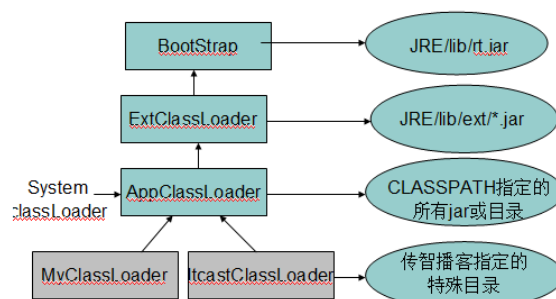 BootStrap
JRE/lib/rt.jar
ExtClassLoader
JRE/lib/ext/*.jar
System
classLoader
AppClassLoader
CLASSPATH指定的
所有jar或目录
MyClassLoader
ItcastClassLoader
传智播客指定的
特殊目录